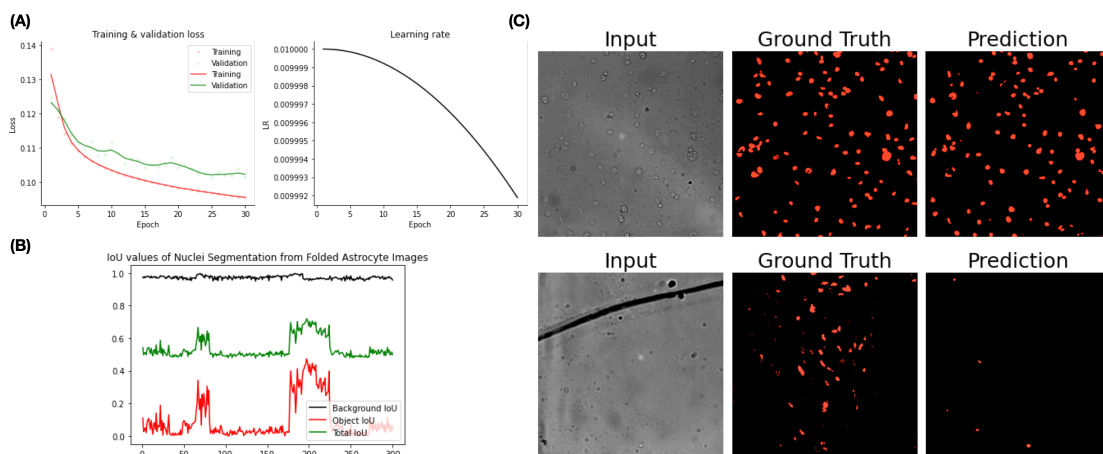 (A)
Training & validation loss
0.14
0.13
0.12
0.11
0.10
Loss
Training
Validation
Training
Validation
0
5
10
15
20
25
30
Epoch
Learning rate
0.010000
0.009999
0.009998
0.009997
0.009996
0.009995
0.009994
0.009993
0.009992
LR
0
5
10
15
20
25
30
Epoch
(B)
IoU values of Nuclei Segmentation from Folded Astrocyte Images
1.0
0.8
0.6
0.4
0.2
0.0
Background IoU
Object IoU
Total IoU
0
50
100
150
200
250
300
(C)
Input
Ground Truth
Prediction
Input
Ground Truth
Prediction